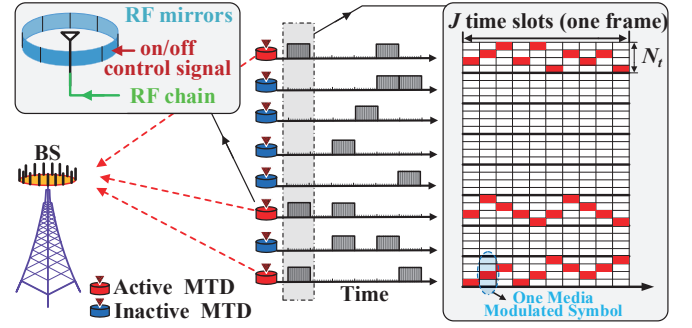 RF mirrors
on/off
control signal
RF chain
BS
Active MTD
Inactive MTD
Time
J time slots (one frame)
Nt
One Media
Modulated Symbol